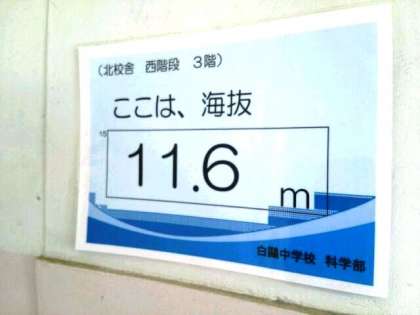 （北校舎　西階段　３階）
ここは、海抜
15
11.6
m
白鷗中学校　科学部